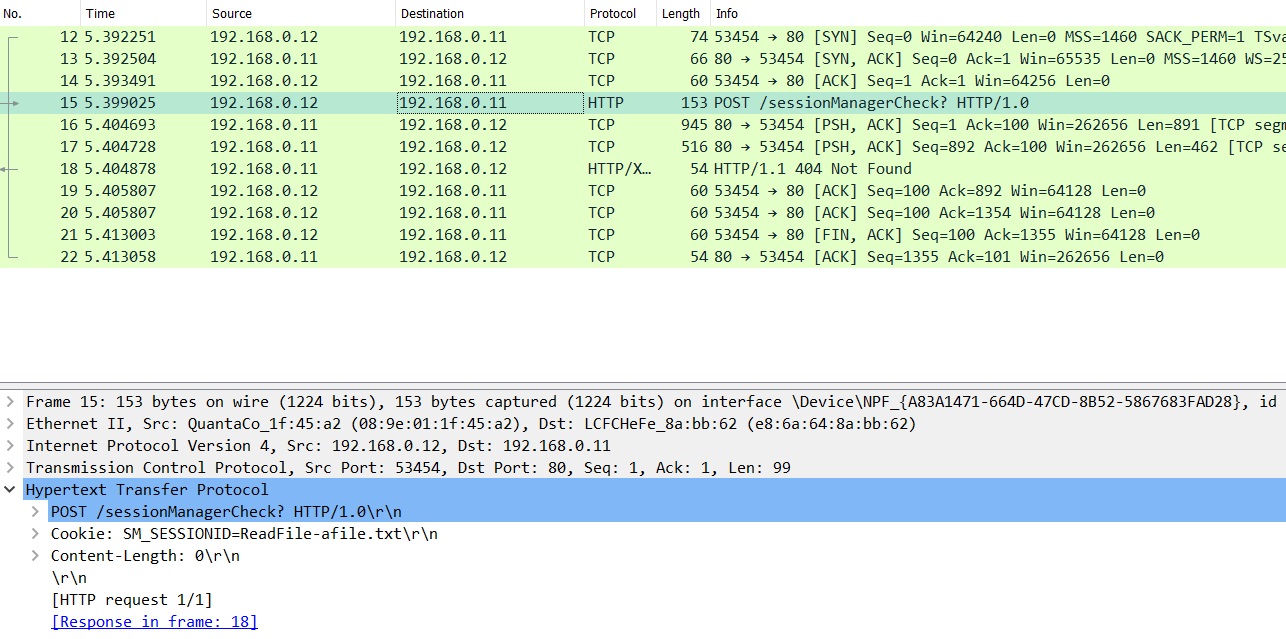 No. Time Source Destination Protocol Length Info
12 5.392251 192.168.0.12 192.168.0.11 TCP 74 53454 → 80 [SYN] Seq=0 Win=64240 Len=0 MSS=1460 SACK_PERM=1 TSva
13 5.392504 192.168.0.11 192.168.0.12 TCP 66 80 → 53454 [SYN, ACK] Seq=0 Ack=1 Win=65535 Len=0 MSS=1460 WS=25
14 5.393491 192.168.0.12 192.168.0.11 TCP 60 53454 → 80 [ACK] Seq=1 Ack=1 Win=64256 Len=0
15 5.399025 192.168.0.12 192.168.0.11 HTTP 153 POST /sessionManagerCheck? HTTP/1.0
16 5.404693 192.168.0.11 192.168.0.12 TCP 945 80 → 53454 [PSH, ACK] Seq=1 Ack=100 Win=262656 Len=891 [TCP segm
17 5.404728 192.168.0.11 192.168.0.12 TCP 516 80 → 53454 [PSH, ACK] Seq=892 Ack=100 Win=262656 Len=462 [TCP se
18 5.404878 192.168.0.11 192.168.0.12 HTTP/X… 54 HTTP/1.1 404 Not Found
19 5.405807 192.168.0.12 192.168.0.11 TCP 60 53454 → 80 [ACK] Seq=100 Ack=892 Win=64128 Len=0
20 5.405807 192.168.0.12 192.168.0.11 TCP 60 53454 → 80 [ACK] Seq=100 Ack=1354 Win=64128 Len=0
21 5.413003 192.168.0.12 192.168.0.11 TCP 60 53454 → 80 [FIN, ACK] Seq=100 Ack=1355 Win=64128 Len=0
22 5.413058 192.168.0.11 192.168.0.12 TCP 54 80 → 53454 [ACK] Seq=1355 Ack=101 Win=262656 Len=0
Frame 15: 153 bytes on wire (1224 bits), 153 bytes captured (1224 bits) on interface \Device\NPF_{A83A1471-664D-47CD-8B52-5867683FAD28}, id
Ethernet II, Src: QuantaCo_1f:45:a2 (08:9e:01:1f:45:a2), Dst: LCFCHeFe_8a:bb:62 (e8:6a:64:8a:bb:62)
Internet Protocol Version 4, Src: 192.168.0.12, Dst: 192.168.0.11
Transmission Control Protocol, Src Port: 53454, Dst Port: 80, Seq: 1, Ack: 1, Len: 99
Hypertext Transfer Protocol
POST /sessionManagerCheck? HTTP/1.0\r\n
Cookie: SM_SESSIONID=ReadFile-afile.txt\r\n
Content-Length: 0\r\n
\r\n
[HTTP request 1/1]
[Response in frame: 18]